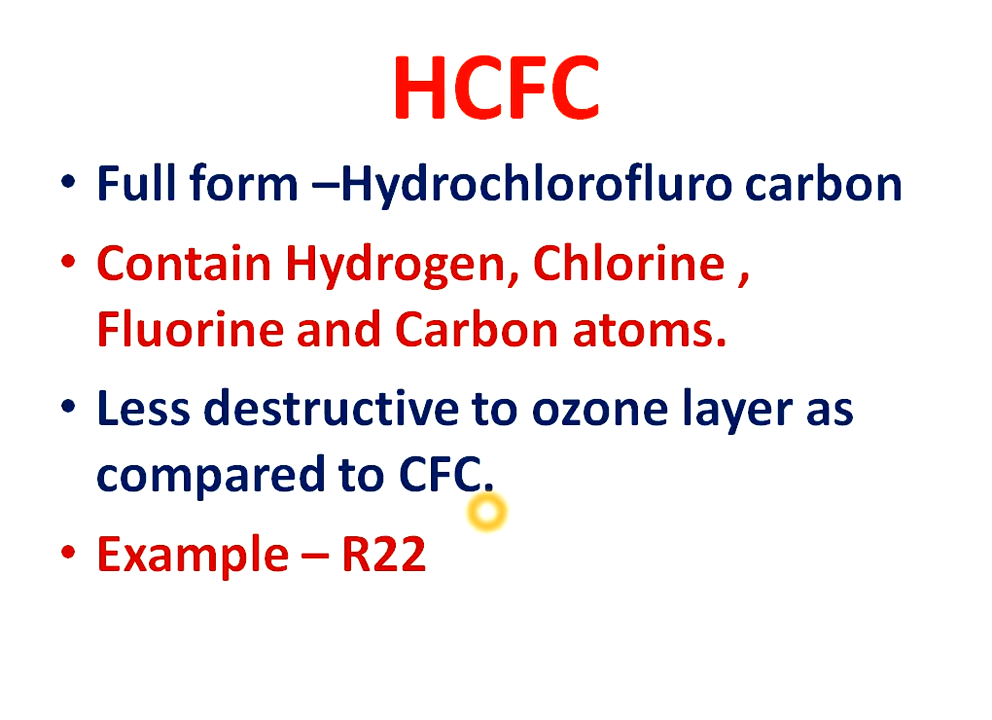 HCFC
• Full form –Hydrochlorofluro carbon
• Contain Hydrogen, Chlorine ,
Fluorine and Carbon atoms.
• Less destructive to ozone layer as
compared to CFC.
• Example – R22